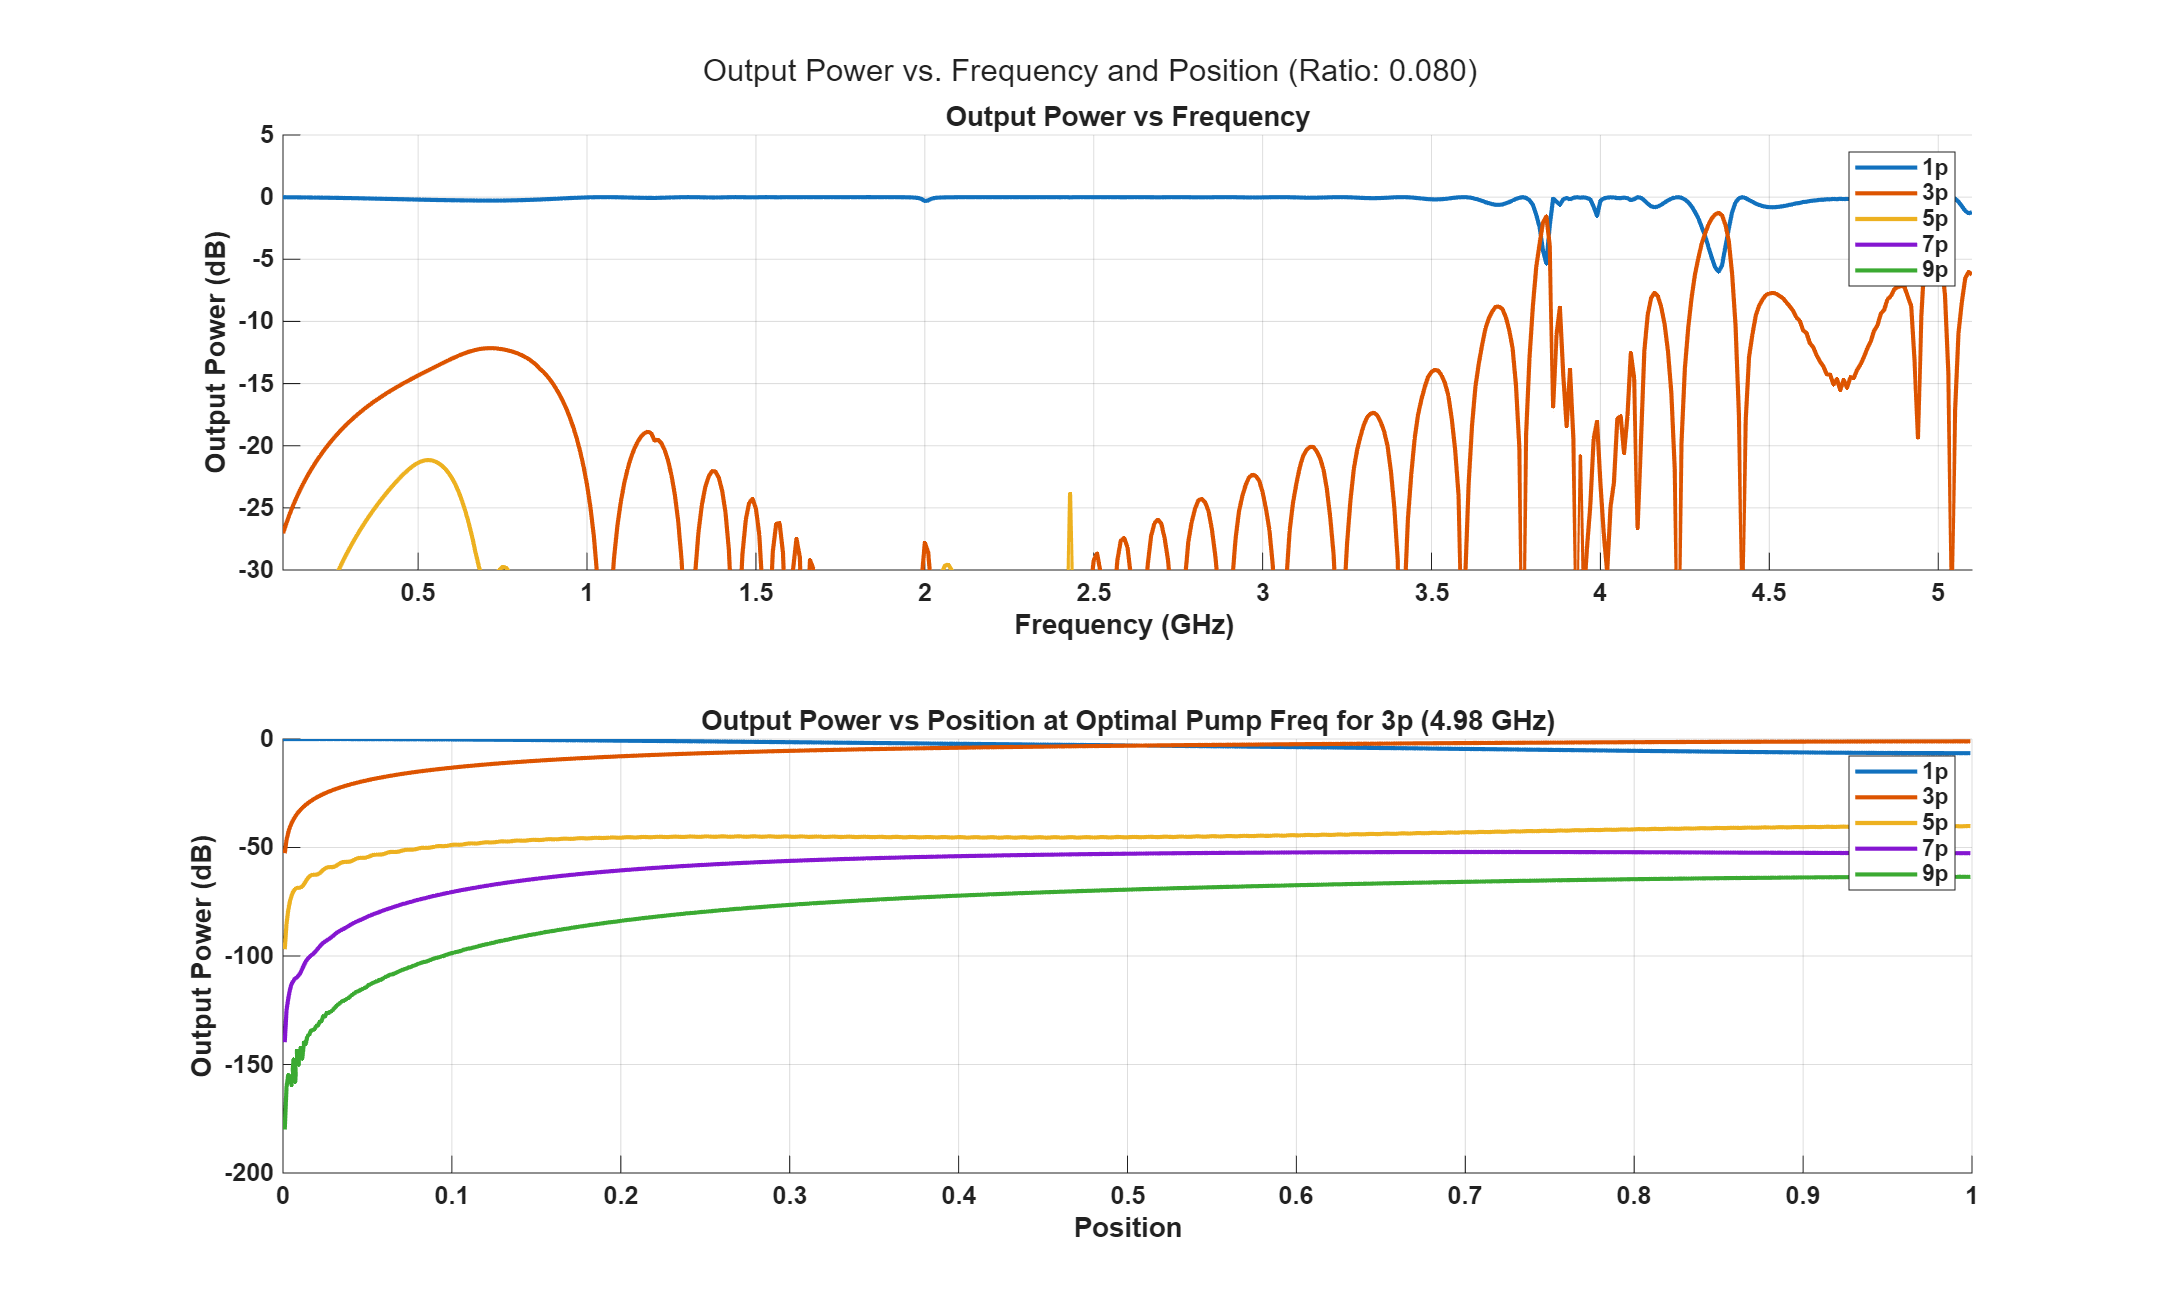 Output Power vs. Frequency and Position (Ratio: 0.080)
Output Power vs Frequency
5
0
-5
-10
-15
-20
-25
-30
Output Power (dB)
1p
3p
5p
7p
9p
0.5 1 1.5 2 2.5 3 3.5 4 4.5 5
Frequency (GHz)
Output Power vs Position at Optimal Pump Freq for 3p (4.98 GHz)
0
-50
-100
-150
-200
Output Power (dB)
1p
3p
5p
7p
9p
0 0.1 0.2 0.3 0.4 0.5 0.6 0.7 0.8 0.9 1
Position